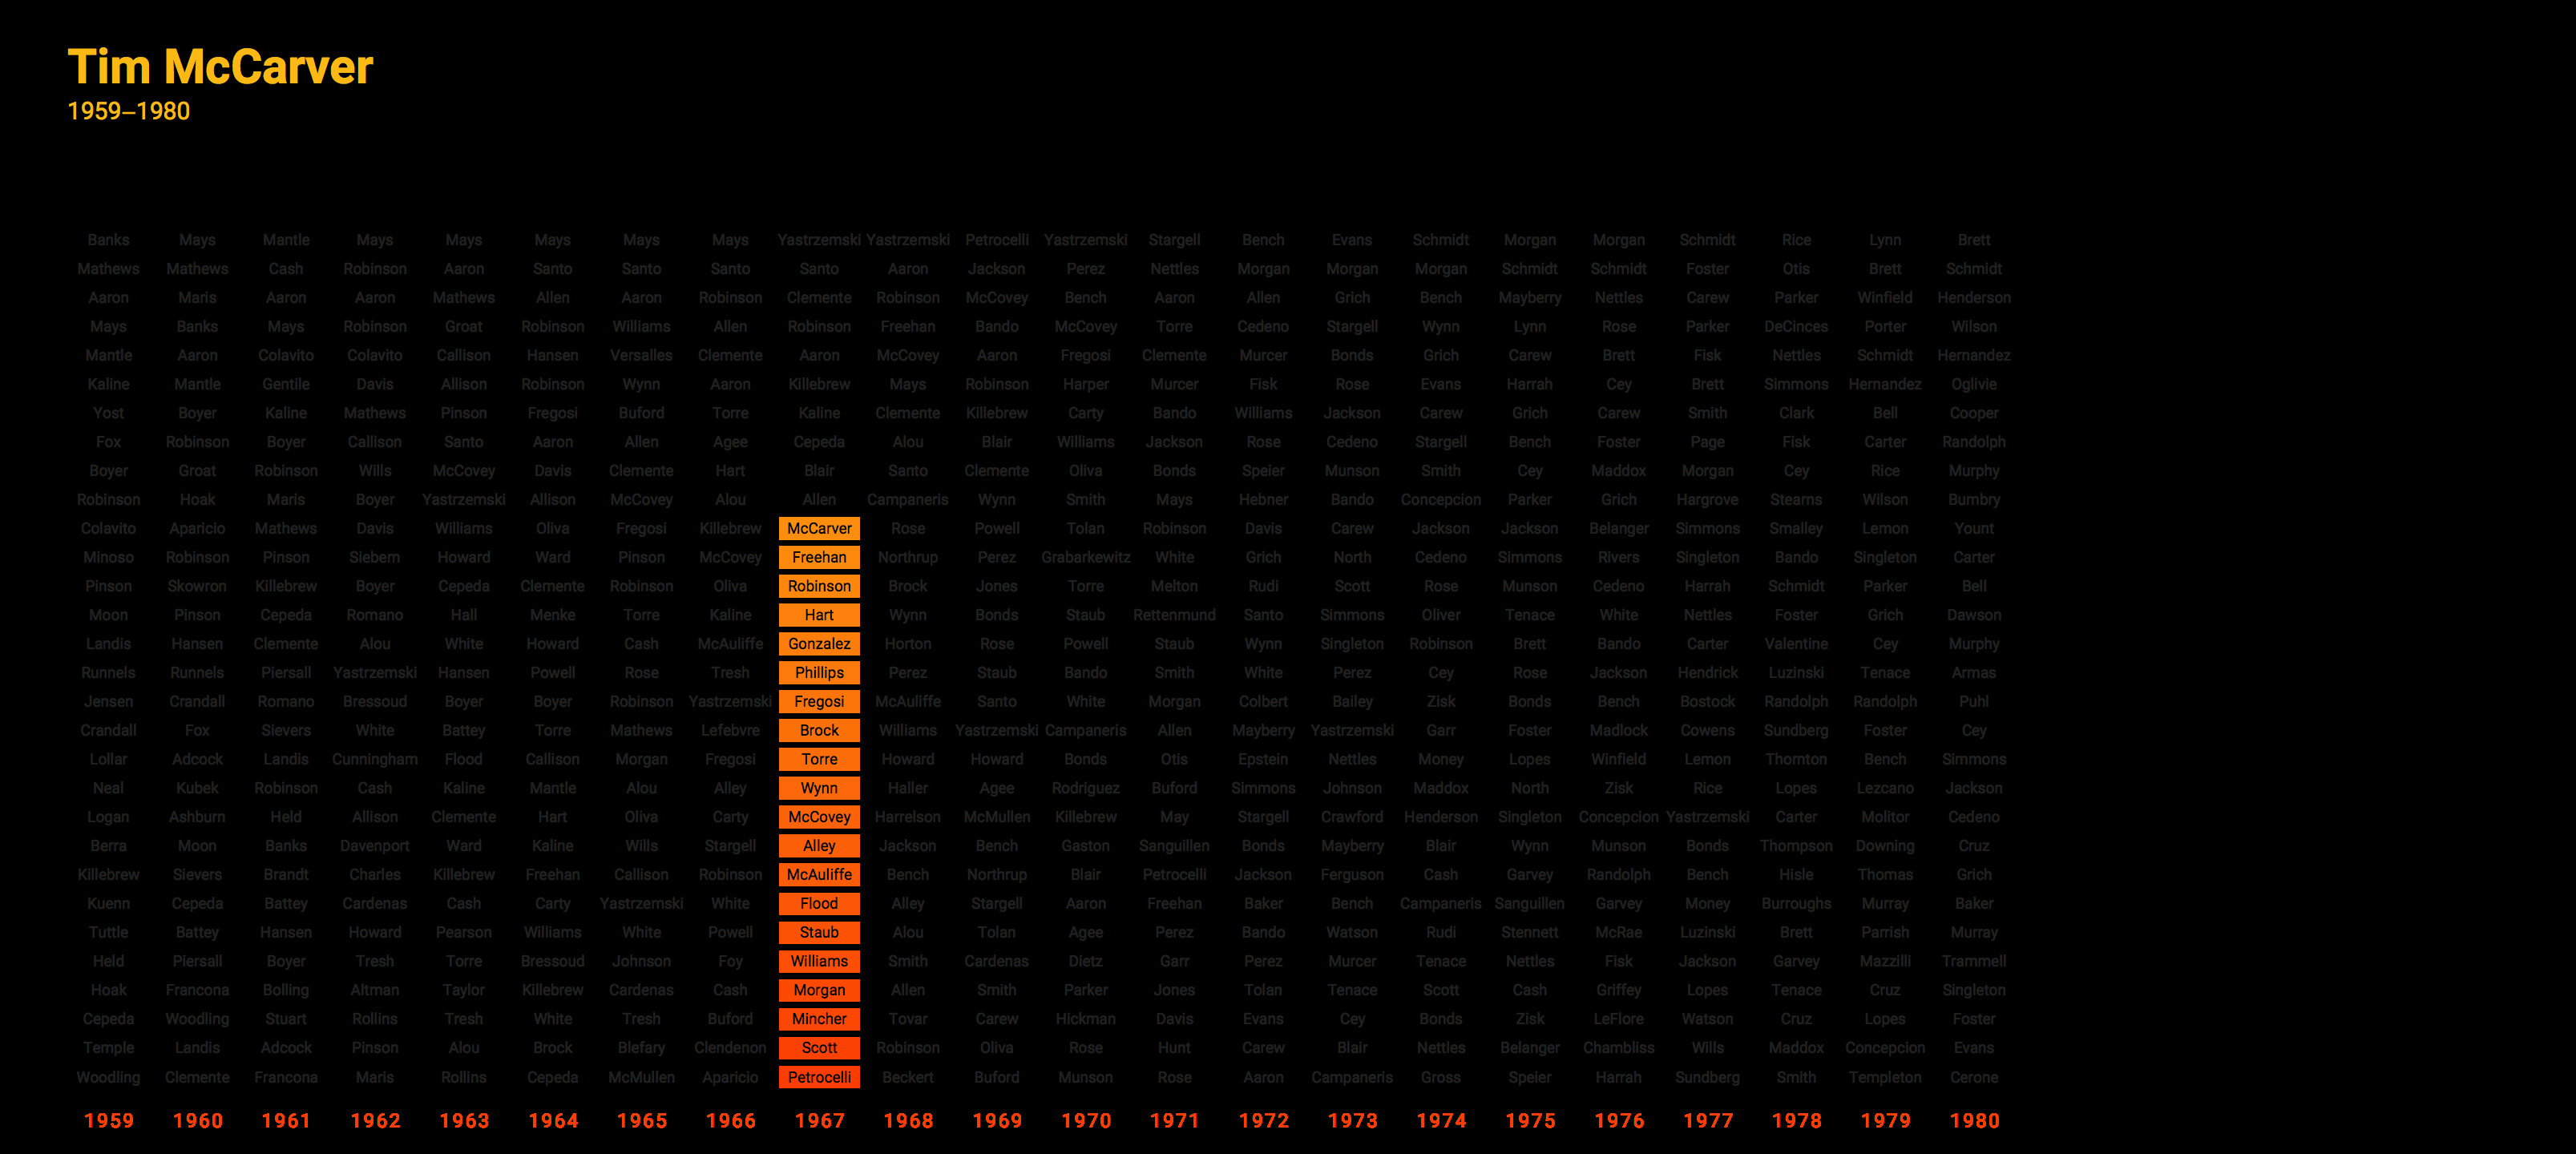 Tim McCarver
1959–1980
Banks Mays Mantle Mays Mays Mays Mays Mays Yastrzemski Yastrzemski Petrocelli Yastrzemski Stargell Bench Evans Schmidt Morgan Morgan Schmidt Rice Lynn Brett
Mathews Mathews Cash Robinson Aaron Santo Santo Santo Santo Aaron Jackson Perez Nettles Morgan Morgan Morgan Schmidt Schmidt Foster Otis Brett Schmidt
Aaron Maris Aaron Aaron Mathews Allen Aaron Robinson Clemente Robinson McCovey Bench Aaron Allen Grich Bench Mayberry Nettles Carew Parker Winfield Henderson
Mays Banks Mays Robinson Groat Robinson Williams Allen Robinson Freehan Bando McCovey Torre Cedeno Stargell Wynn Lynn Rose Parker DeCinces Porter Wilson
Mantle Aaron Colavito Colavito Callison Hansen Versalles Clemente Aaron McCovey Aaron Fregosi Clemente Murcer Bonds Grich Carew Brett Fisk Nettles Schmidt Hernandez
Kaline Mantle Gentile Davis Allison Robinson Wynn Aaron Killebrew Mays Robinson Harper Murcer Fisk Rose Evans Harrah Cey Brett Simmons Hernandez Oglivie
Yost Boyer Kaline Mathews Pinson Fregosi Buford Torre Kaline Clemente Killebrew Carty Bando Williams Jackson Carew Grich Carew Smith Clark Bell Cooper
Fox Robinson Boyer Callison Santo Aaron Allen Agee Cepeda Alou Blair Williams Jackson Rose Cedeno Stargell Bench Foster Page Fisk Carter Randolph
Boyer Groat Robinson Wills McCovey Davis Clemente Hart Blair Santo Clemente Oliva Bonds Speier Munson Smith Cey Maddox Morgan Cey Rice Murphy
Robinson Hoak Maris Boyer Yastrzemski Allison McCovey Alou Allen Campaneris Wynn Smith Mays Hebner Bando Concepcion Parker Grich Hargrove Stearns Wilson Bumbry
Colavito Aparicio Mathews Davis Williams Oliva Fregosi Killebrew McCarver Rose Powell Tolan Robinson Davis Carew Jackson Jackson Belanger Simmons Smalley Lemon Yount
Minoso Robinson Pinson Siebern Howard Ward Pinson McCovey Freehan Northrup Perez Grabarkewitz White Grich North Cedeno Simmons Rivers Singleton Bando Singleton Carter
Pinson Skowron Killebrew Boyer Cepeda Clemente Robinson Oliva Robinson Brock Jones Torre Melton Rudi Scott Rose Munson Cedeno Harrah Schmidt Parker Bell
Moon Pinson Cepeda Romano Hall Menke Torre Kaline Hart Wynn Bonds Staub Rettenmund Santo Simmons Oliver Tenace White Nettles Foster Grich Dawson
Landis Hansen Clemente Alou White Howard Cash McAuliffe Gonzalez Horton Rose Powell Staub Wynn Singleton Robinson Brett Bando Carter Valentine Cey Murphy
Runnels Runnels Piersall Yastrzemski Hansen Powell Rose Tresh Phillips Perez Staub Bando Smith White Perez Cey Rose Jackson Hendrick Luzinski Tenace Armas
Jensen Crandall Romano Bressoud Boyer Boyer Robinson Yastrzemski Fregosi McAuliffe Santo White Morgan Colbert Bailey Zisk Bonds Bench Bostock Randolph Randolph Puhl
Crandall Fox Sievers White Battey Torre Mathews Lefebvre Brock Williams Yastrzemski Campaneris Allen Mayberry Yastrzemski Garr Foster Madlock Cowens Sundberg Foster Cey
Lollar Adcock Landis Cunningham Flood Callison Morgan Fregosi Torre Howard Howard Bonds Otis Epstein Nettles Money Lopes Winfield Lemon Thornton Bench Simmons
Neal Kubek Robinson Cash Kaline Mantle Alou Alley Wynn Haller Agee Rodriguez Buford Simmons Johnson Maddox North Zisk Rice Lopes Lezcano Jackson
Logan Ashburn Held Allison Clemente Hart Oliva Carty McCovey Harrelson McMullen Killebrew May Stargell Crawford Henderson Singleton Concepcion Yastrzemski Carter Molitor Cedeno
Berra Moon Banks Davenport Ward Kaline Wills Stargell Alley Jackson Bench Gaston Sanguillen Bonds Mayberry Blair Wynn Munson Bonds Thompson Downing Cruz
Killebrew Sievers Brandt Charles Killebrew Freehan Callison Robinson McAuliffe Bench Northrup Blair Petrocelli Jackson Ferguson Cash Garvey Randolph Bench Hisle Thomas Grich
Kuenn Cepeda Battey Cardenas Cash Carty Yastrzemski White Flood Alley Stargell Aaron Freehan Baker Bench Campaneris Sanguillen Garvey Money Burroughs Murray Baker
Tuttle Battey Hansen Howard Pearson Williams White Powell Staub Alou Tolan Agee Perez Bando Watson Rudi Stennett McRae Luzinski Brett Parrish Murray
Held Piersall Boyer Tresh Torre Bressoud Johnson Foy Williams Smith Cardenas Dietz Garr Perez Murcer Tenace Nettles Fisk Jackson Garvey Mazzilli Trammell
Hoak Francona Bolling Altman Taylor Killebrew Cardenas Cash Morgan Allen Smith Parker Jones Tolan Tenace Scott Cash Griffey Lopes Tenace Cruz Singleton
Cepeda Woodling Stuart Rollins Tresh White Tresh Buford Mincher Tovar Carew Hickman Davis Evans Cey Bonds Zisk LeFlore Watson Cruz Lopes Foster
Temple Landis Adcock Pinson Alou Brock Blefary Clendenon Scott Robinson Oliva Rose Hunt Carew Blair Nettles Belanger Chambliss Wills Maddox Concepcion Evans
Woodling Clemente Francona Maris Rollins Cepeda McMullen Aparicio Petrocelli Beckert Buford Munson Rose Aaron Campaneris Gross Speier Harrah Sundberg Smith Templeton Cerone
1959 1960 1961 1962 1963 1964 1965 1966 1967 1968 1969 1970 1971 1972 1973 1974 1975 1976 1977 1978 1979 1980